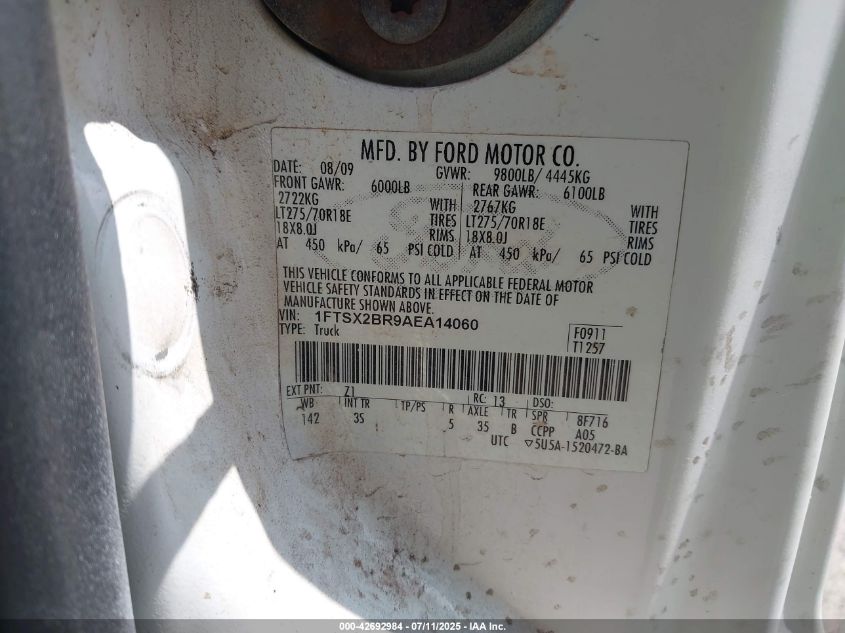 MFD. BY FORD MOTOR CO.
DATE: 08/09 GVWR: 9800LB/ 4445KG
FRONT GAWR: 6000LB REAR GAWR: 6100LB
2722KG WITH 2767KG WITH
LT275/70R18E TIRES LT275/70R18E TIRES
18X8.0J RIMS 18X8.0J RIMS
AT 450 kPa/ 65 PSI COLD AT 450 kPa/ 65 PSI COLD
THIS VEHICLE CONFORMS TO ALL APPLICABLE FEDERAL MOTOR
VEHICLE SAFETY STANDARDS IN EFFECT ON THE DATE OF
MANUFACTURE SHOWN ABOVE.
VIN: 1FTSX2BR9AEA14060 F0911
TYPE: Truck T1257
EXT PNT: Z1 RC: 13 DSO:
WB INT TR TP/PS R AXLE TR SPR 8F716
142 3S 5 35 B CCPP A05
UTC ▽5U5A-1520472-BA
000-42692984 - 07/11/2025 - IAA Inc.